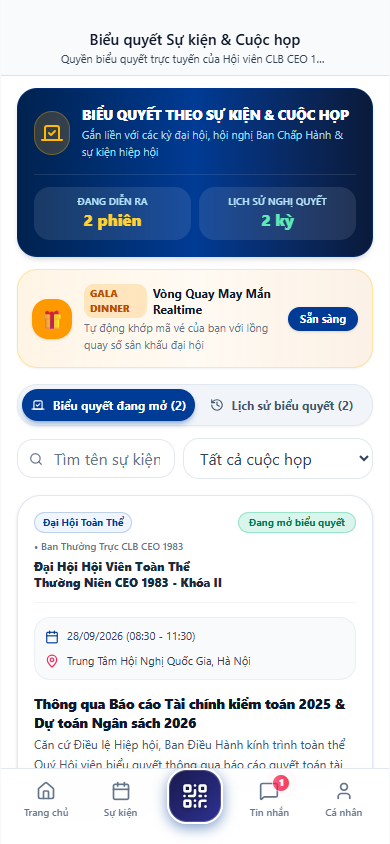 Biểu quyết Sự kiện & Cuộc họp
Quyền biểu quyết trực tuyến của Hội viên CLB CEO 1...
BIỂU QUYẾT THEO SỰ KIỆN & CUỘC HỌP
Gắn liền với các kỳ đại hội, hội nghị Ban Chấp Hành &
sự kiện hiệp hội
ĐANG DIỄN RA
2 phiên
LỊCH SỬ NGHỊ QUYẾT
2 kỳ
GALA
DINNER
Vòng Quay May Mắn
Realtime
Tự động khớp mã vé của bạn với lồng
quay số sân khấu đại hội
Sẵn sàng
Biểu quyết đang mở (2)
Lịch sử biểu quyết (2)
Tìm tên sự kiện
Tất cả cuộc họp
Đại Hội Toàn Thể
Đang mở biểu quyết
• Ban Thường Trực CLB CEO 1983
Đại Hội Hội Viên Toàn Thể
Thường Niên CEO 1983 - Khóa II
28/09/2026 (08:30 - 11:30)
Trung Tâm Hội Nghị Quốc Gia, Hà Nội
Thông qua Báo cáo Tài chính kiểm toán 2025 &
Dự toán Ngân sách 2026
Căn cứ Điều lệ Hiệp hội, Ban Điều Hành kính trình toàn thể
Quý Hội viên biểu quyết thông qua báo cáo quyết toán tài
Trang chủ
Sự kiện
1
Tin nhắn
Cá nhân